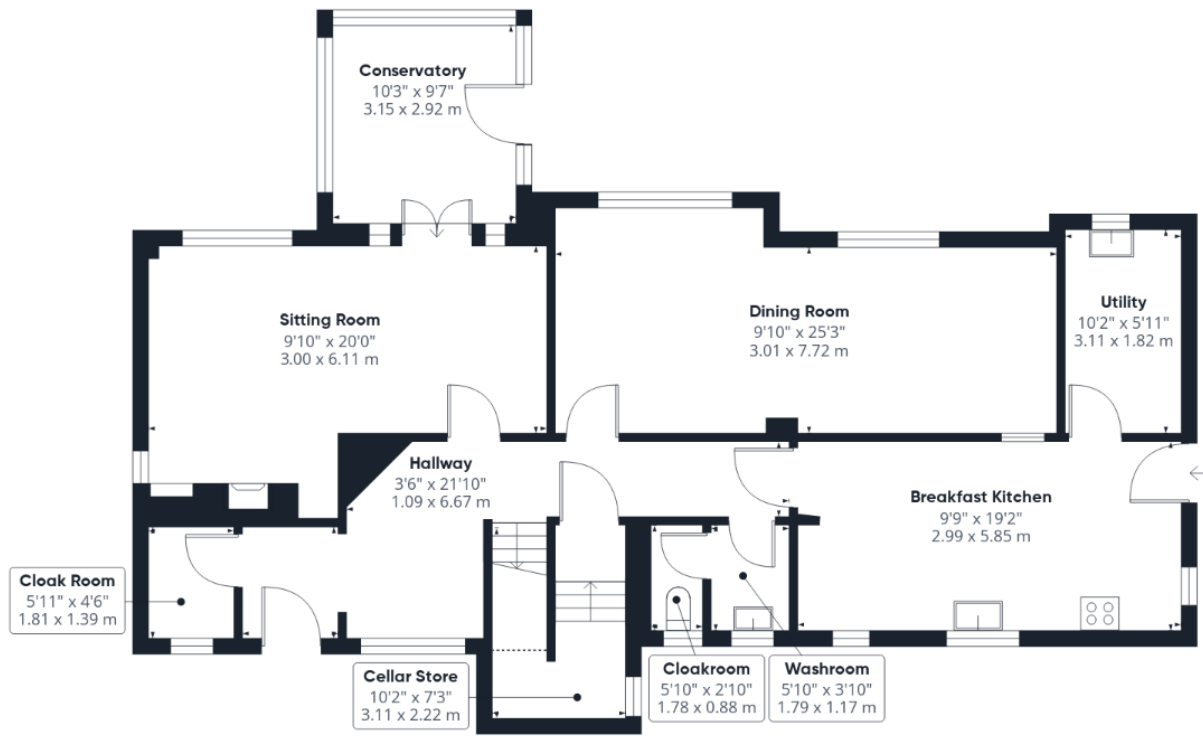 Conservatory
10'3" x 9'7"
3.15 x 2.92 m
Sitting Room
9'10" x 20'0"
3.00 x 6.11 m
Dining Room
9'10" x 25'3"
3.01 x 7.72 m
Utility
10'2" x 5'11"
3.11 x 1.82 m
Hallway
3'6" x 21'10"
1.09 x 6.67 m
Breakfast Kitchen
9'9" x 19'2"
2.99 x 5.85 m
Cloak Room
5'11" x 4'6"
1.81 x 1.39 m
Cellar Store
10'2" x 7'3"
3.11 x 2.22 m
Cloakroom
5'10" x 2'10"
1.78 x 0.88 m
Washroom
5'10" x 3'10"
1.79 x 1.17 m